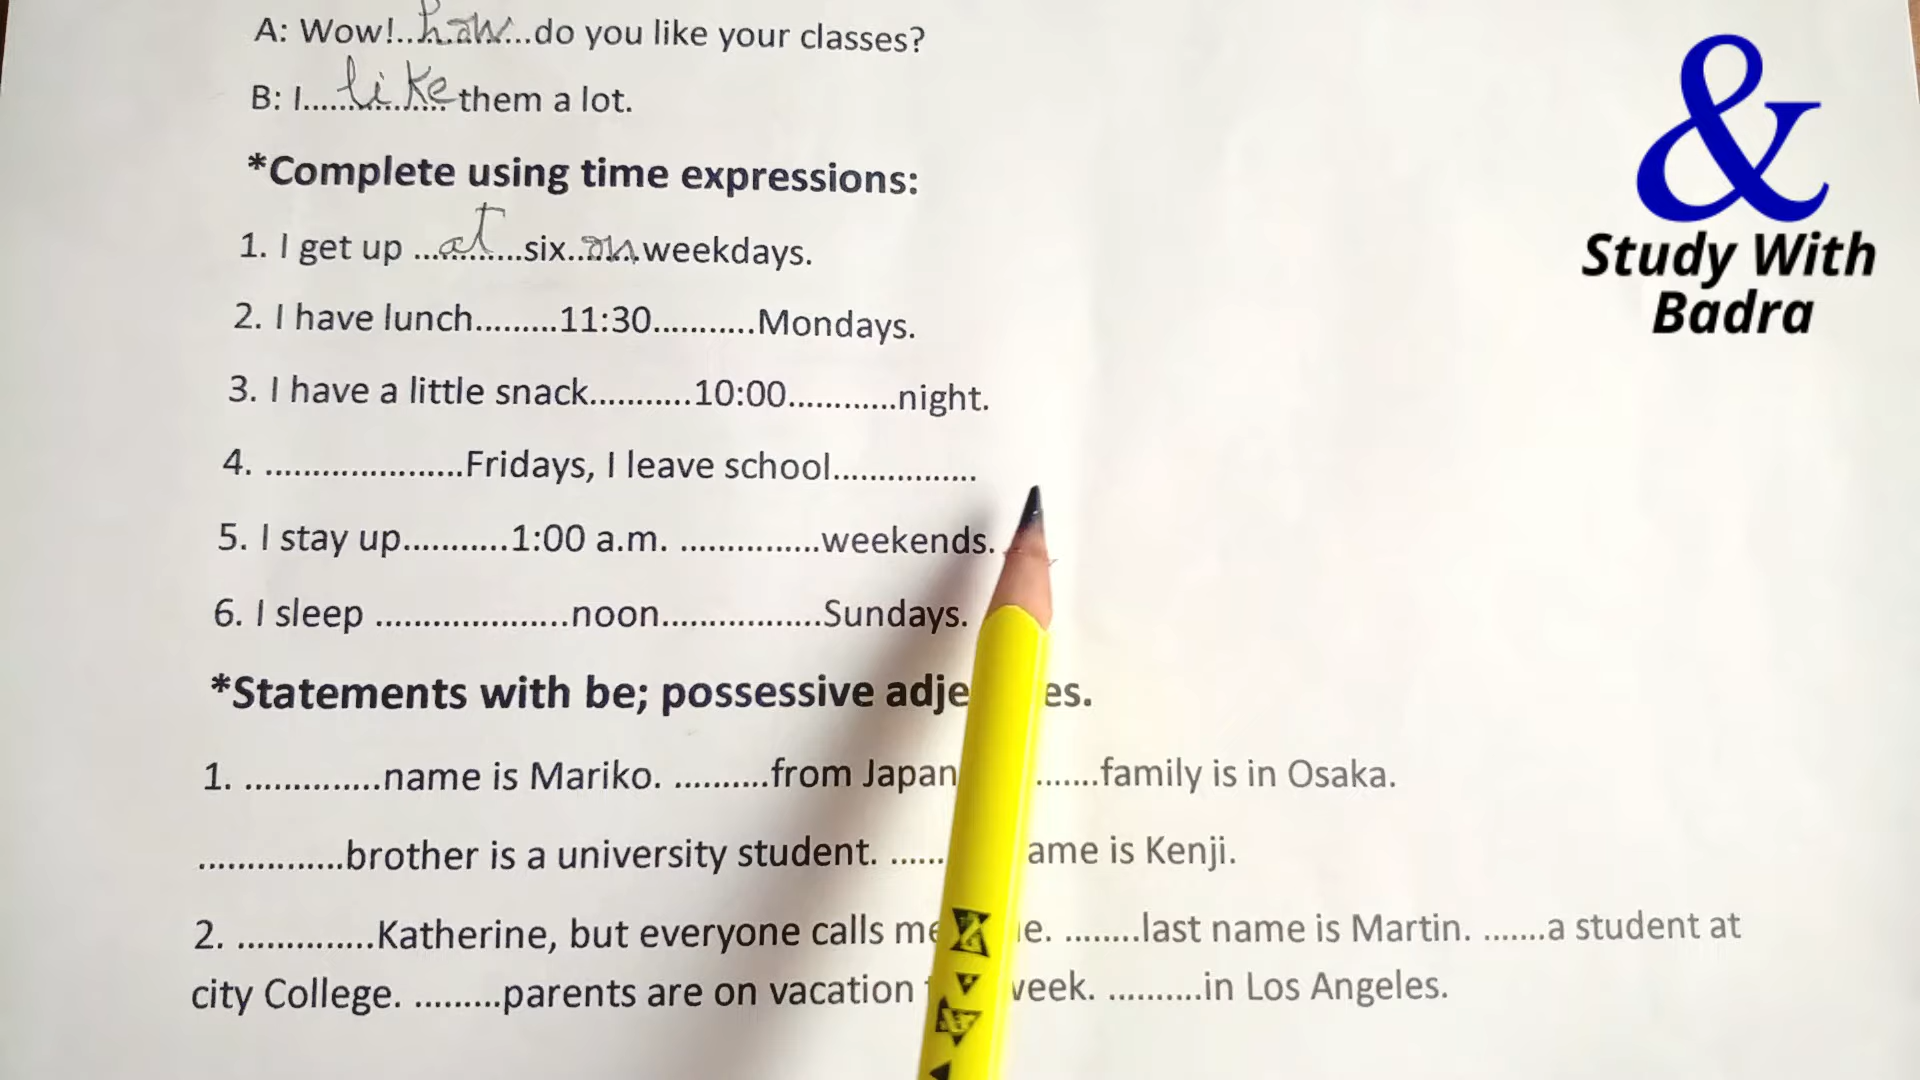 A: Wow!..how...do you like your classes?
B: I......like......them a lot.
*Complete using time expressions:
1. I get up ...at...six..on.weekdays.
2. I have lunch.........11:30...........Mondays.
3. I have a little snack...........10:00............night.
4. .....................Fridays, I leave school...............
5. I stay up...........1:00 a.m. ...............weekends.
6. I sleep .....................noon.................Sundays.
*Statements with be; possessive adje es.
1. ...............name is Mariko. ..........from Japan .......family is in Osaka.
................brother is a university student. ...... ame is Kenji.
2. ...............Katherine, but everyone calls me e. ........last name is Martin. .......a student at
city College. .........parents are on vacation week. ..........in Los Angeles.
&
Study With
Badra